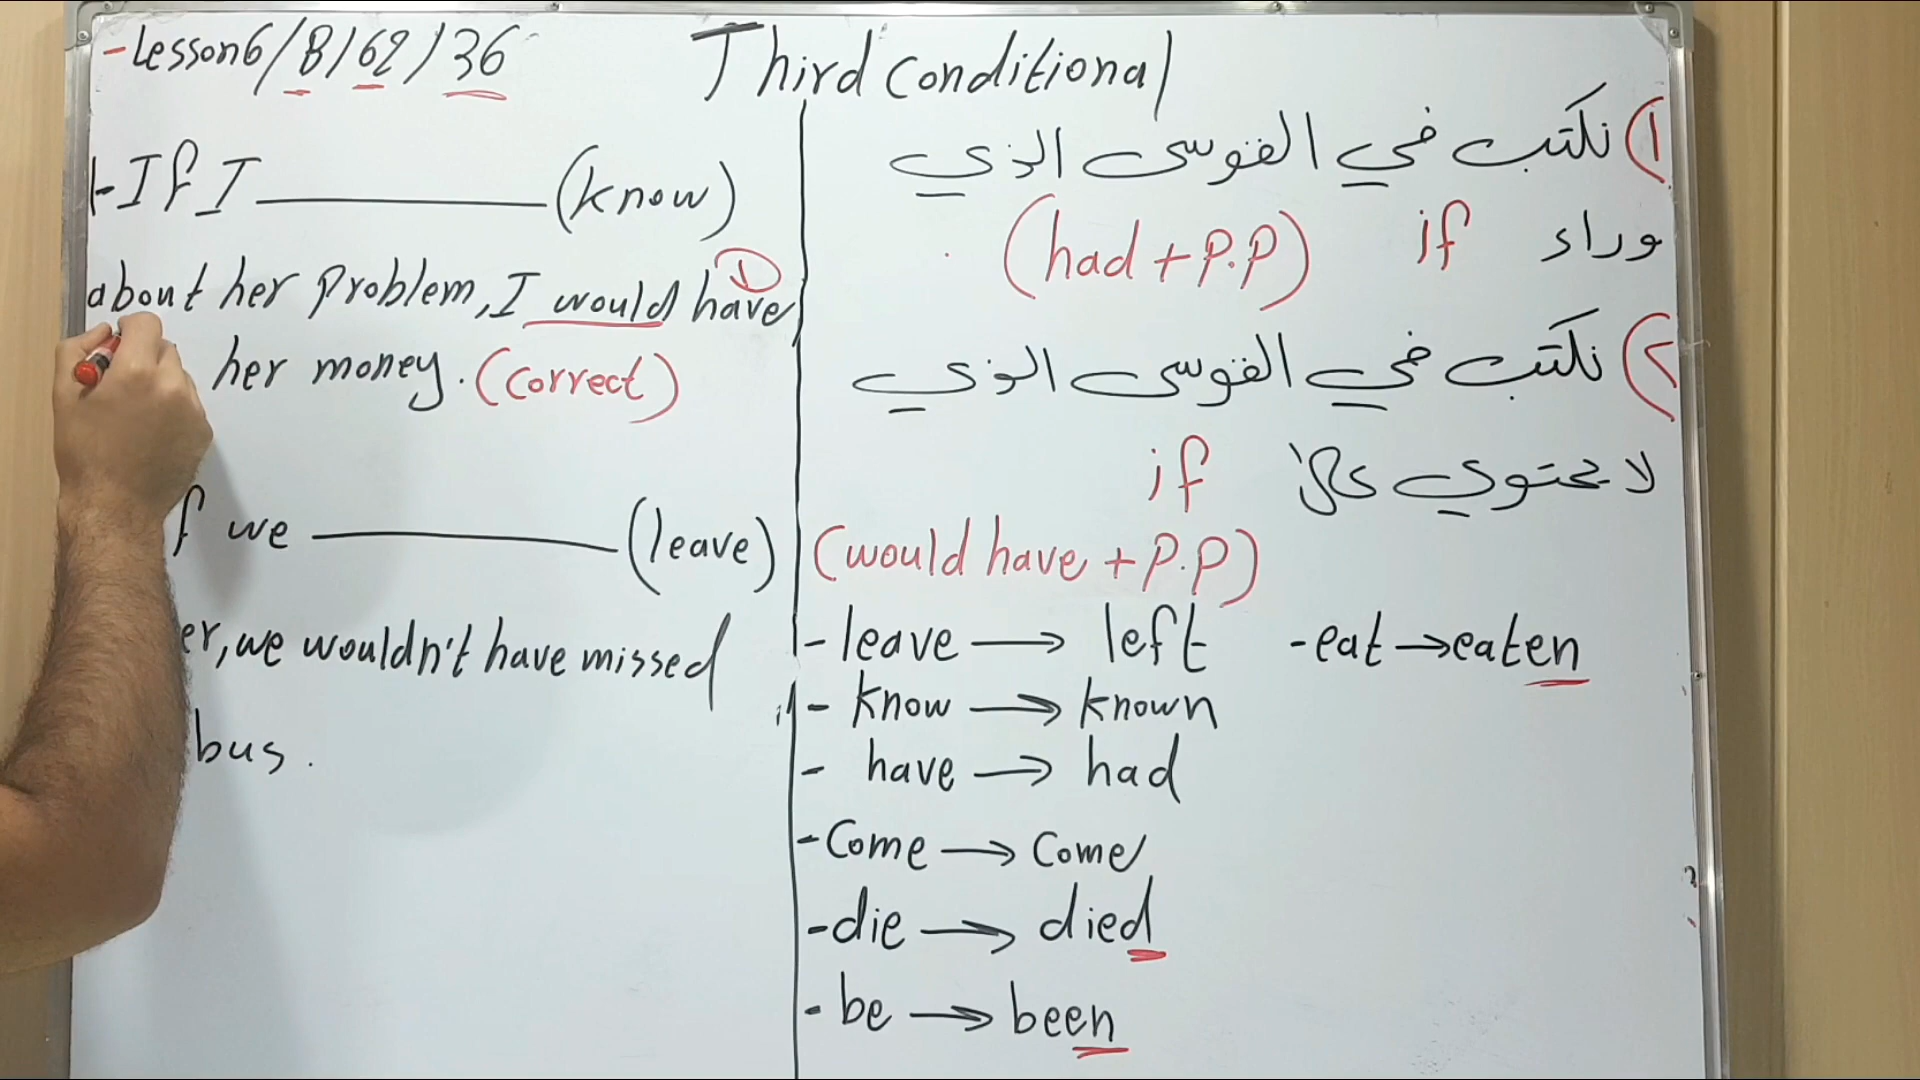 -Lesson6/B/62/36
Third Conditional
1-If I ____________ (know)
about her problem, I would have
①
her money. (correct)
f we ____________ (leave)
er, we wouldn't have missed
bus.
١) نكتب في القوس الذي
وراء if (had + P.P)
٢) نكتب في القوس الذي
لا يحتوي على if
(would have + P.P)
- leave → left -eat → eaten
- know → known
- have → had
- Come → Come
- die → died
- be → been